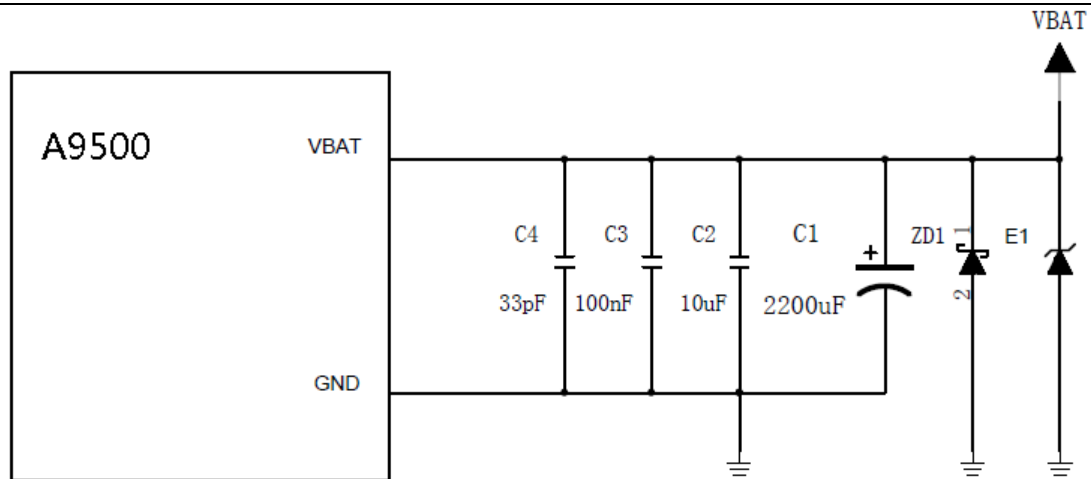 VBAT
A9500
VBAT
C4
C3
C2
C1
ZD1
1
E1
33pF
100nF
10uF
2200uF
2
GND